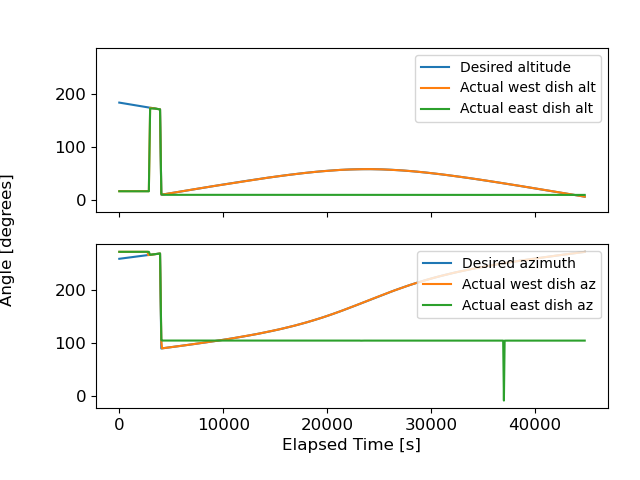 Angle [degrees]
200
100
0
Desired altitude
Actual west dish alt
Actual east dish alt
200
100
0
Desired azimuth
Actual west dish az
Actual east dish az
0 10000 20000 30000 40000
Elapsed Time [s]